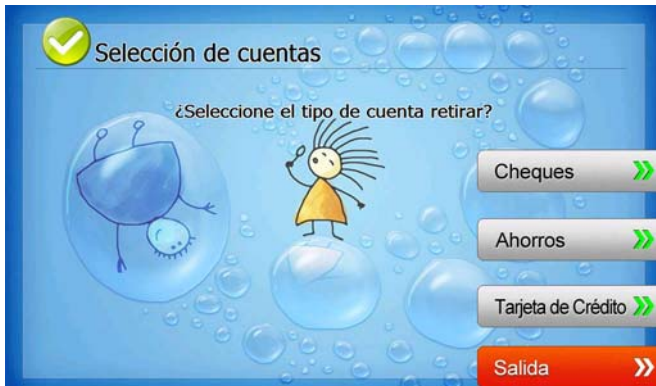 Selección de cuentas
¿Seleccione el tipo de cuenta retirar?
Cheques
Ahorros
Tarjeta de Crédito
Salida